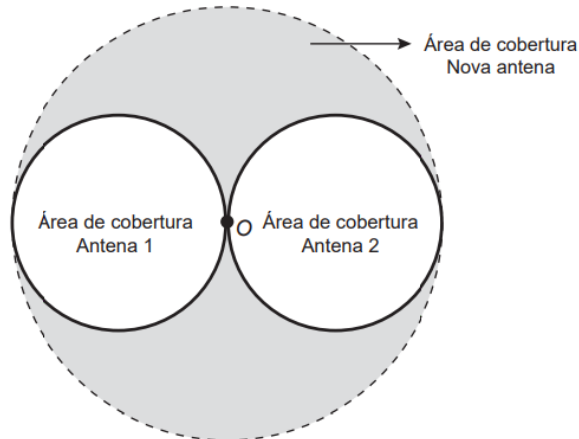 Área de cobertura
Nova antena
Área de cobertura
Antena 1
O
Área de cobertura
Antena 2